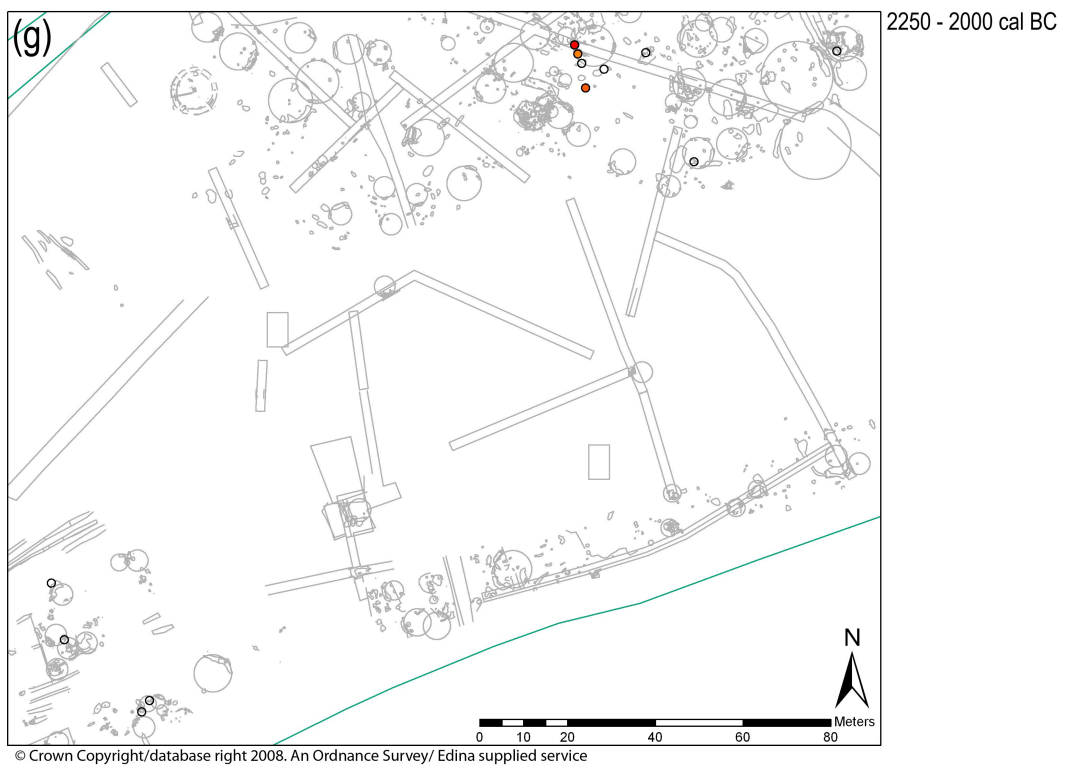 (g)
2250 - 2000 cal BC
N
Meters
0 10 20 40 60 80
© Crown Copyright/database right 2008. An Ordnance Survey/ Edina supplied service